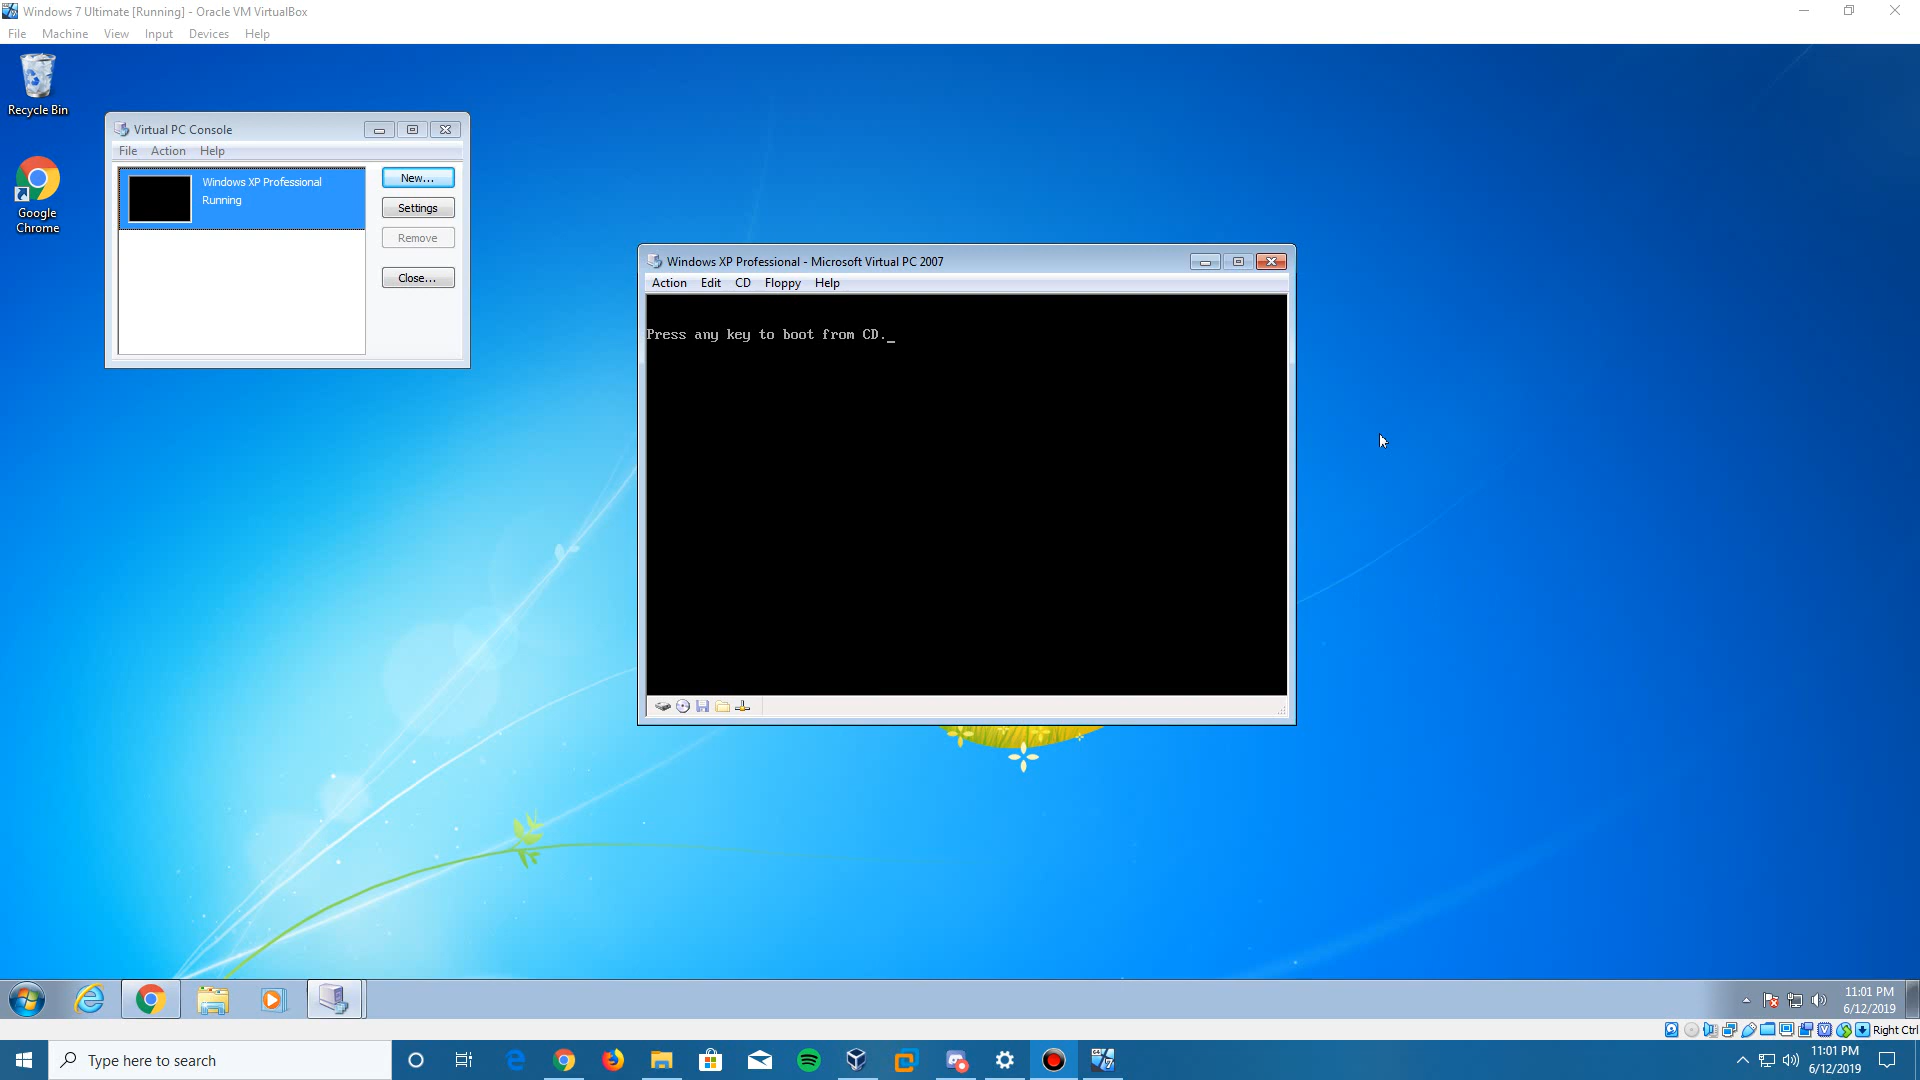 Windows 7 Ultimate [Running] - Oracle VM VirtualBox
File Machine View Input Devices Help
Recycle Bin
Google
Chrome
Virtual PC Console
File Action Help
Windows XP Professional
Running
New...
Settings
Remove
Close...
Windows XP Professional - Microsoft Virtual PC 2007
Action Edit CD Floppy Help
Press any key to boot from CD._
11:01 PM
6/12/2019
Right Ctrl
Type here to search
11:01 PM
6/12/2019